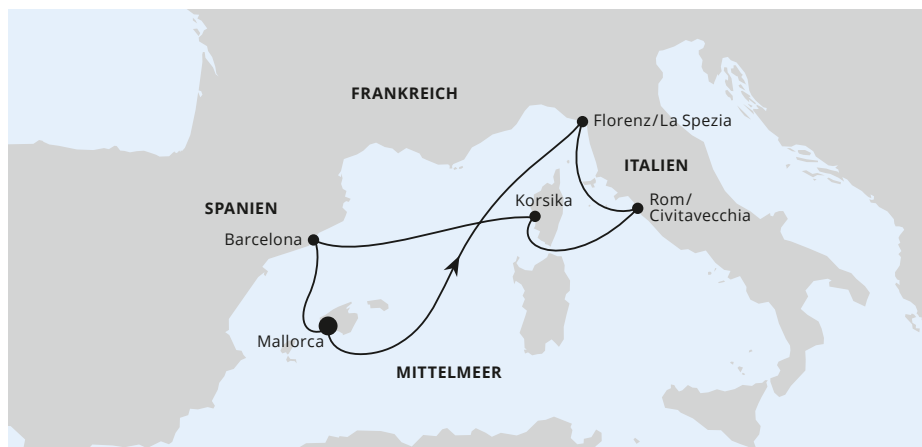 FRANKREICH
Florenz/La Spezia
ITALIEN
Korsika
Rom/
Civitavecchia
SPANIEN
Barcelona
Mallorca
MITTELMEER